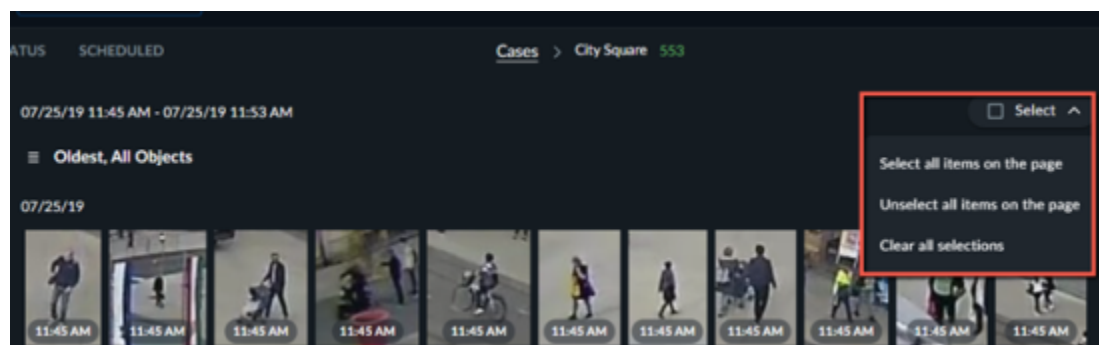 ATUS SCHEDULED Cases > City Square 553
07/25/19 11:45 AM - 07/25/19 11:53 AM
Select
Oldest, All Objects
Select all items on the page
Unselect all items on the page
Clear all selections
07/25/19
11:45 AM 11:45 AM 11:45 AM 11:45 AM 11:45 AM 11:45 AM 11:45 AM 11:45 AM 11:45 AM 11:45 AM 11:45 AM